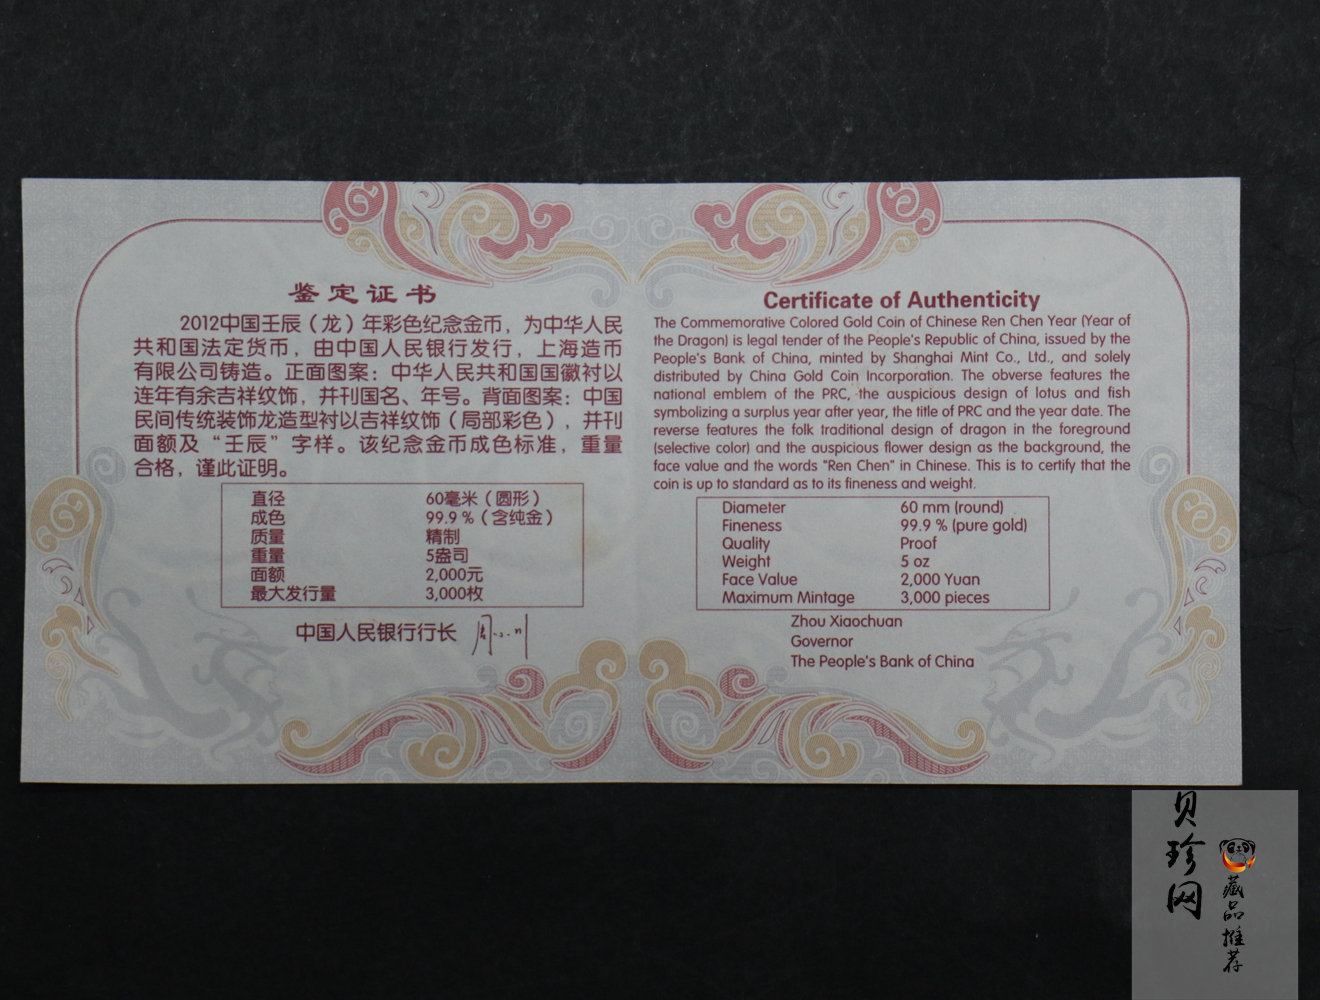 鉴定证书
2012中国壬辰（龙）年彩色纪念金币，为中华人民
共和国法定货币，由中国人民银行发行，上海造币
有限公司铸造。正面图案：中华人民共和国国徽衬以
连年有余吉祥纹饰，并刊国名、年号。背面图案：中国
民间传统装饰龙造型衬以吉祥纹饰（局部彩色），并刊
面额及“壬辰”字样。该纪念金币成色标准，重量
合格，谨此证明。
直径 60毫米（圆形）
成色 99.9％（含纯金）
质量 精制
重量 5盎司
面额 2,000元
最大发行量 3,000枚
中国人民银行行长
Certificate of Authenticity
The Commemorative Colored Gold Coin of Chinese Ren Chen Year (Year of
the Dragon) is legal tender of the People's Republic of China, issued by the
People's Bank of China, minted by Shanghai Mint Co., Ltd., and solely
distributed by China Gold Coin Incorporation. The obverse features the
national emblem of the PRC, the auspicious design of lotus and fish
symbolizing a surplus year after year, the title of PRC and the year date. The
reverse features the folk traditional design of dragon in the foreground
(selective color) and the auspicious flower design as the background, the
face value and the words "Ren Chen" in Chinese. This is to certify that the
coin is up to standard as to its fineness and weight.
Diameter 60 mm (round)
Fineness 99.9 % (pure gold)
Quality Proof
Weight 5 oz
Face Value 2,000 Yuan
Maximum Mintage 3,000 pieces
Zhou Xiaochuan
Governor
The People's Bank of China
贝珍网
藏品推荐